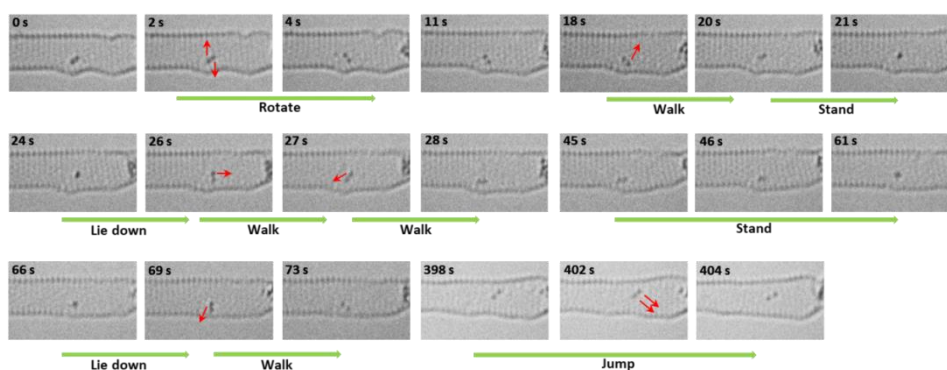 0 s 2 s 4 s 11 s 18 s 20 s 21 s
Rotate Walk Stand
24 s 26 s 27 s 28 s 45 s 46 s 61 s
Lie down Walk Walk Stand
66 s 69 s 73 s 398 s 402 s 404 s
Lie down Walk Jump